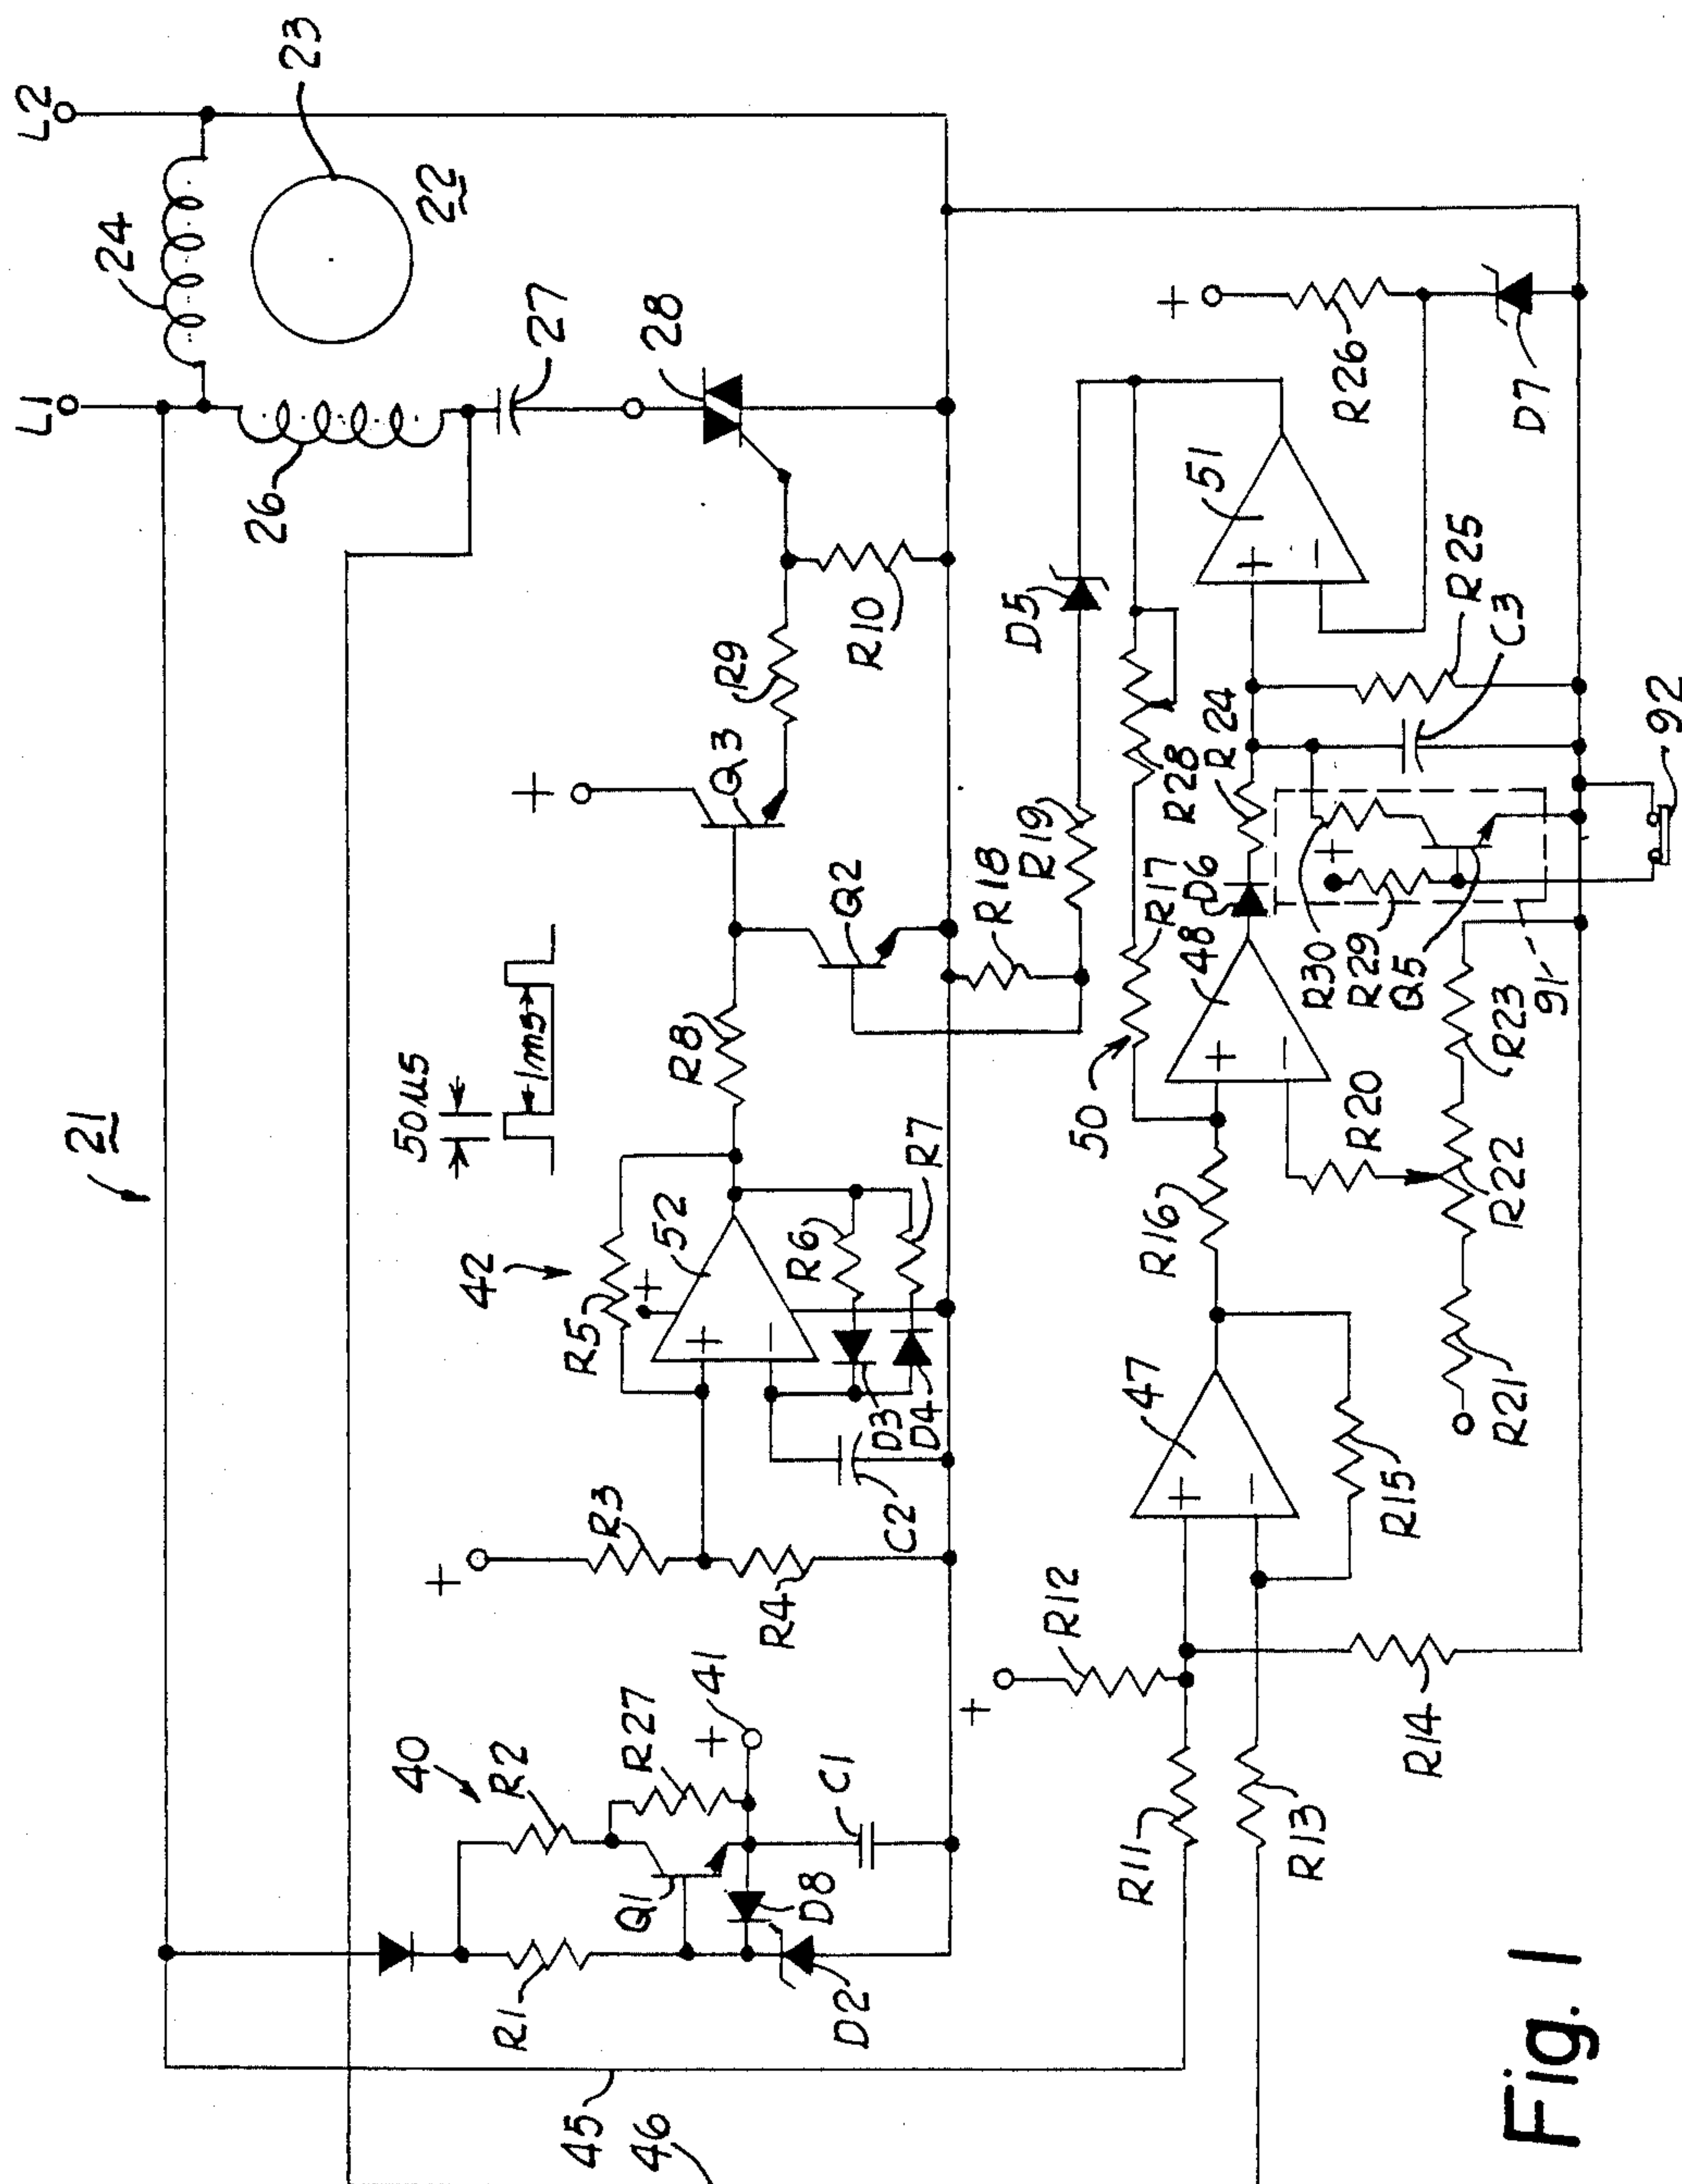 L1
L2
21
24
23
22
26
27
28
50μs
1ms
+
Q3
R9
R10
42
R5
+
52
+
−
R6
R7
D3
D4
C2
R8
Q2
+
R3
R4
40
R2
R27
+
41
Q1
R1
D8
C1
D2
45
46
R18
R19
D5
50
R17
R28
+
R12
R11
R13
R14
47
+
−
R15
R16
48
+
−
D6
R24
R20
R21
R22
R23
R30
R29
Q5
+
91
92
51
+
−
R25
C3
+
R26
D7
Fig. 1